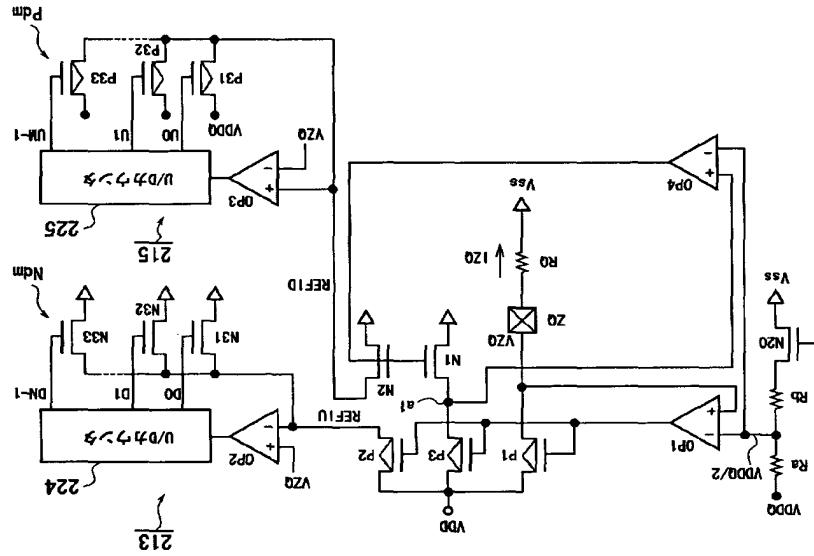 Pdm
P33
P32
P31
VDDQ
UM-1
U1
U0
U/Dカウンタ
OP3
VZQ
225
215
Ndm
N33
N32
N31
DN-1
D1
D0
U/Dカウンタ
OP2
VZQ
224
213
REF1D
REF1U
N2
N1
a1
P2
P3
P1
VDD
Vss
RQ
IZQ
ZQ
VZQ
OP4
OP1
Vss
N20
Rb
Ra
VDDQ/2
VDDQ